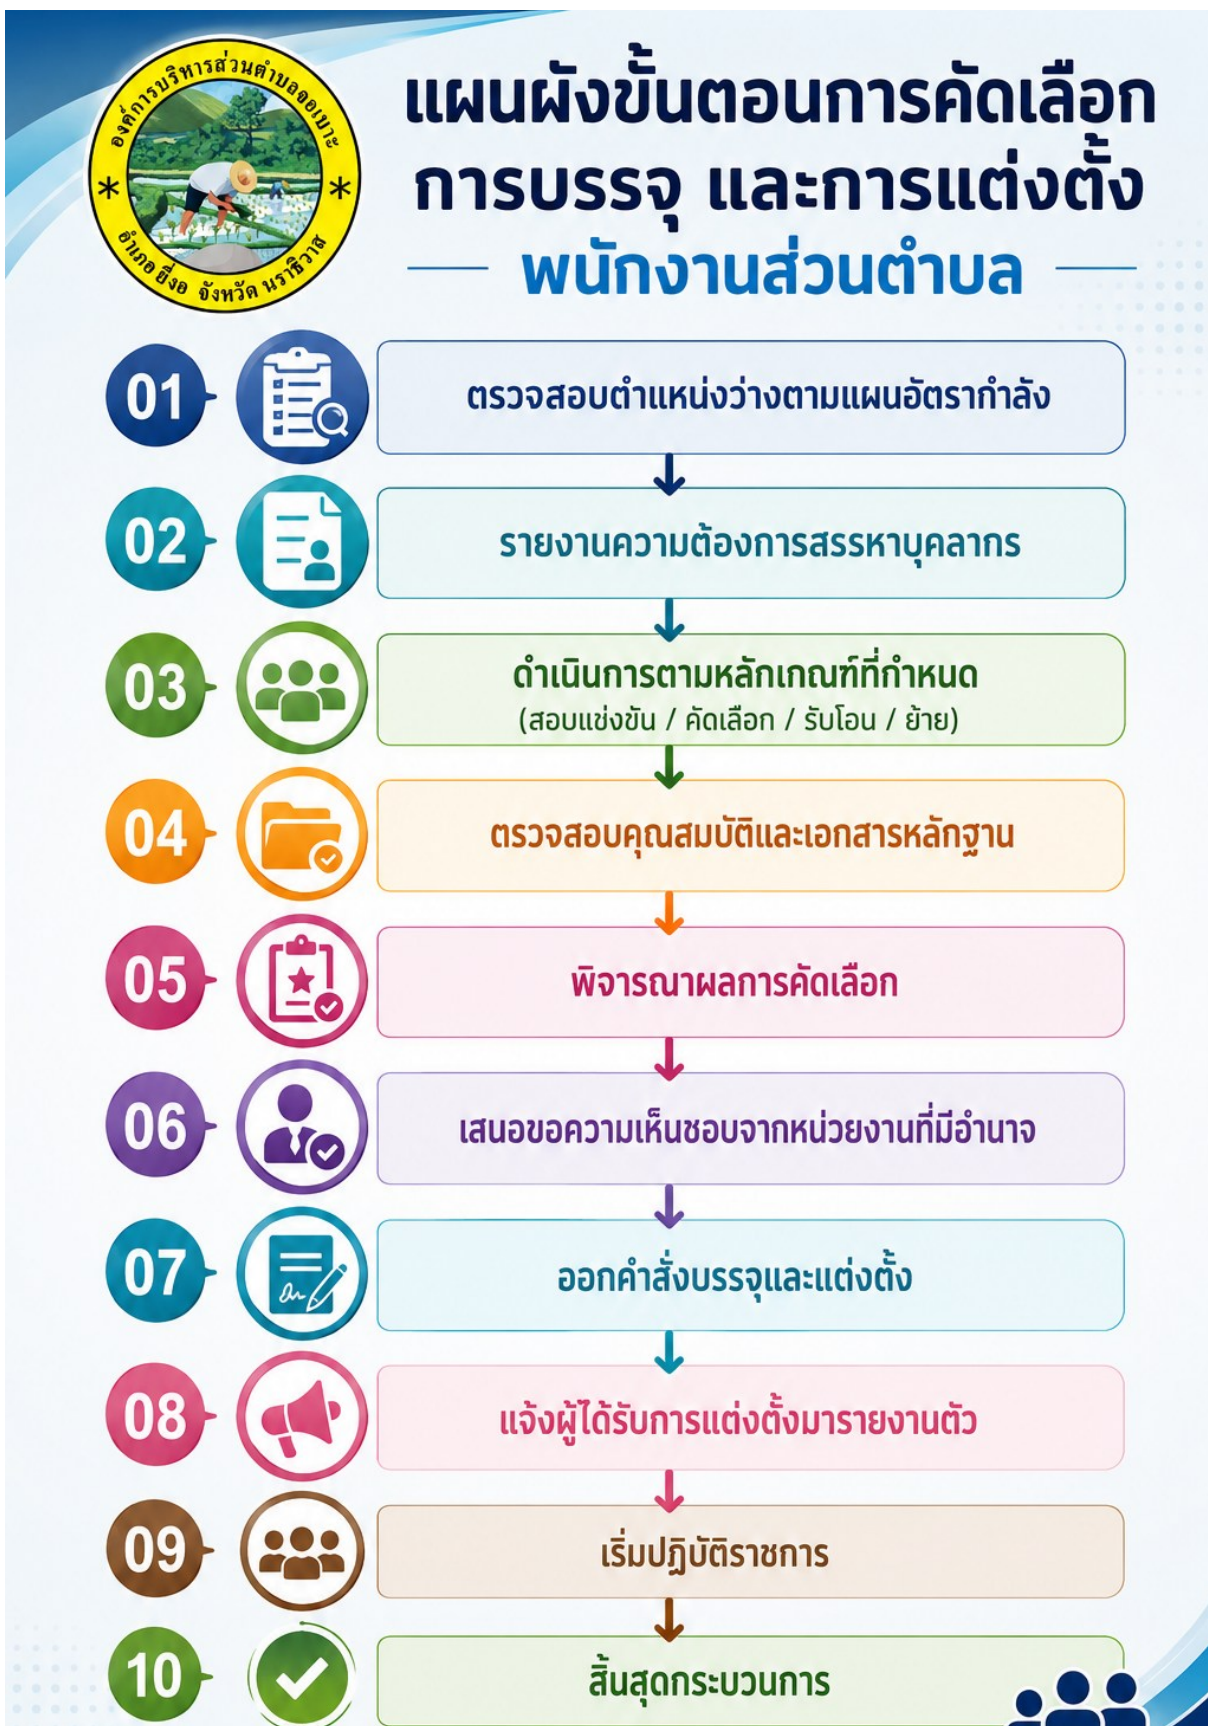 องค์การบริหารส่วนตำบลจอเบาะ
อำเภอ ยี่งอ จังหวัด นราธิวาส
แผนผังขั้นตอนการคัดเลือก
การบรรจุ และการแต่งตั้ง
พนักงานส่วนตำบล
01
ตรวจสอบตำแหน่งว่างตามแผนอัตรากำลัง
02
รายงานความต้องการสรรหาบุคลากร
03
ดำเนินการตามหลักเกณฑ์ที่กำหนด
(สอบแข่งขัน / คัดเลือก / รับโอน / ย้าย)
04
ตรวจสอบคุณสมบัติและเอกสารหลักฐาน
05
พิจารณาผลการคัดเลือก
06
เสนอขอความเห็นชอบจากหน่วยงานที่มีอำนาจ
07
ออกคำสั่งบรรจุและแต่งตั้ง
08
แจ้งผู้ได้รับการแต่งตั้งมารายงานตัว
09
เริ่มปฏิบัติราชการ
10
สิ้นสุดกระบวนการ